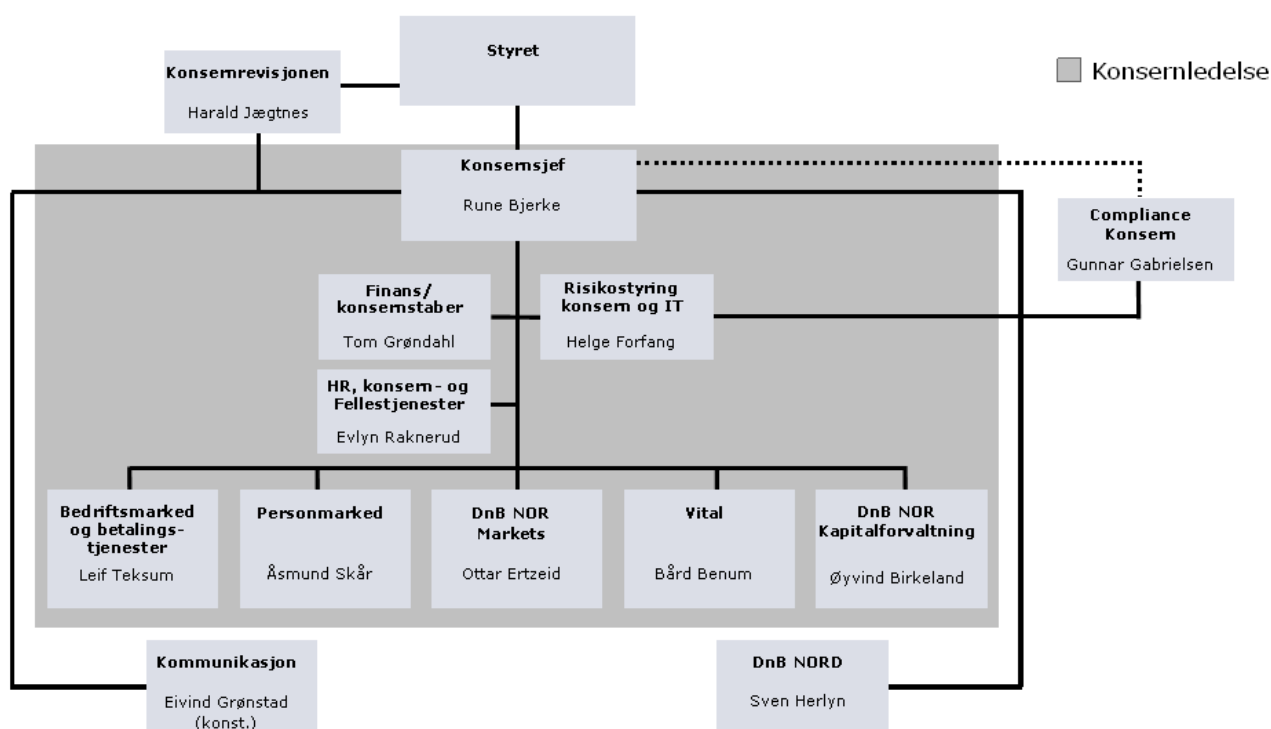 Styret
Konsernrevisjonen
Harald Jægtnes
Konsernledelse
Konsernsjef
Rune Bjerke
Compliance
Konsern
Gunnar Gabrielsen
Finans/
konsernstaber
Tom Grøndahl
Risikostyring
konsern og IT
Helge Forfang
HR, konsern- og
Fellestjenester
Evlyn Raknerud
Bedriftsmarked
og betalings-
tjenester
Leif Teksum
Personmarked
Åsmund Skår
DnB NOR
Markets
Ottar Ertzeid
Vital
Bård Benum
DnB NOR
Kapitalforvaltning
Øyvind Birkeland
Kommunikasjon
Eivind Grønstad
(konst.)
DnB NORD
Sven Herlyn